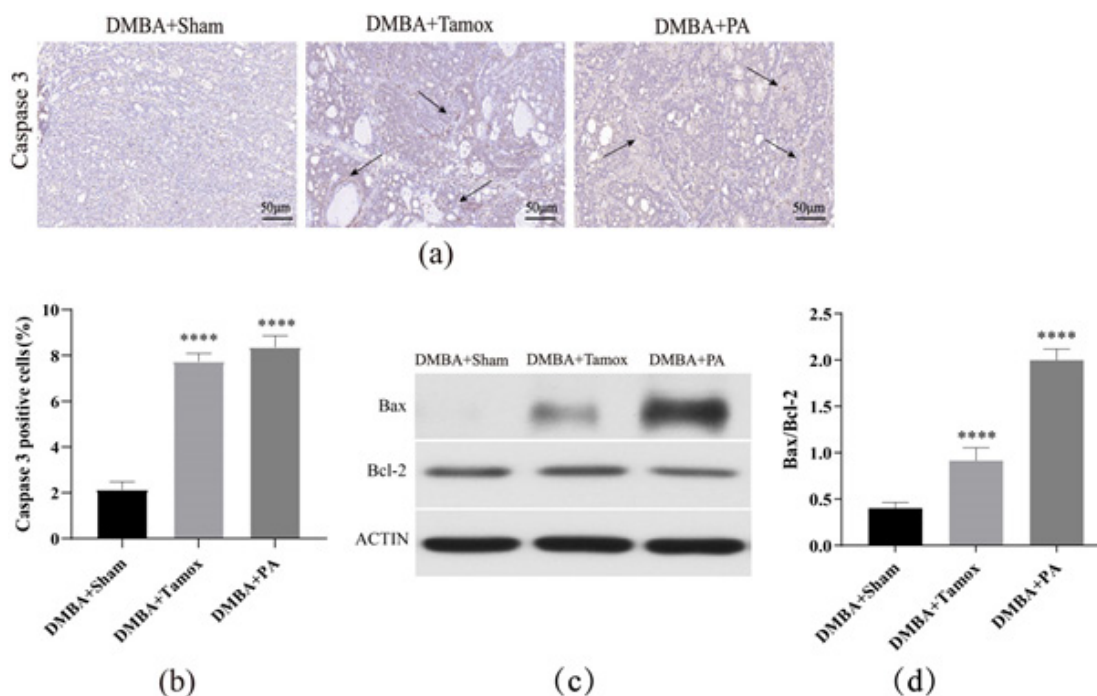 DMBA+Sham DMBA+Tamox DMBA+PA
Caspase 3
50μm 50μm 50μm
(a)
Caspase 3 positive cells(%)
10
8
6
4
2
0
**** ****
DMBA+Sham
DMBA+Tamox
DMBA+PA
(b)
DMBA+Sham DMBA+Tamox DMBA+PA
Bax
Bcl-2
ACTIN
(c)
Bax/Bcl-2
2.5
2.0
1.5
1.0
0.5
0.0
**** ****
DMBA+Sham
DMBA+Tamox
DMBA+PA
(d)